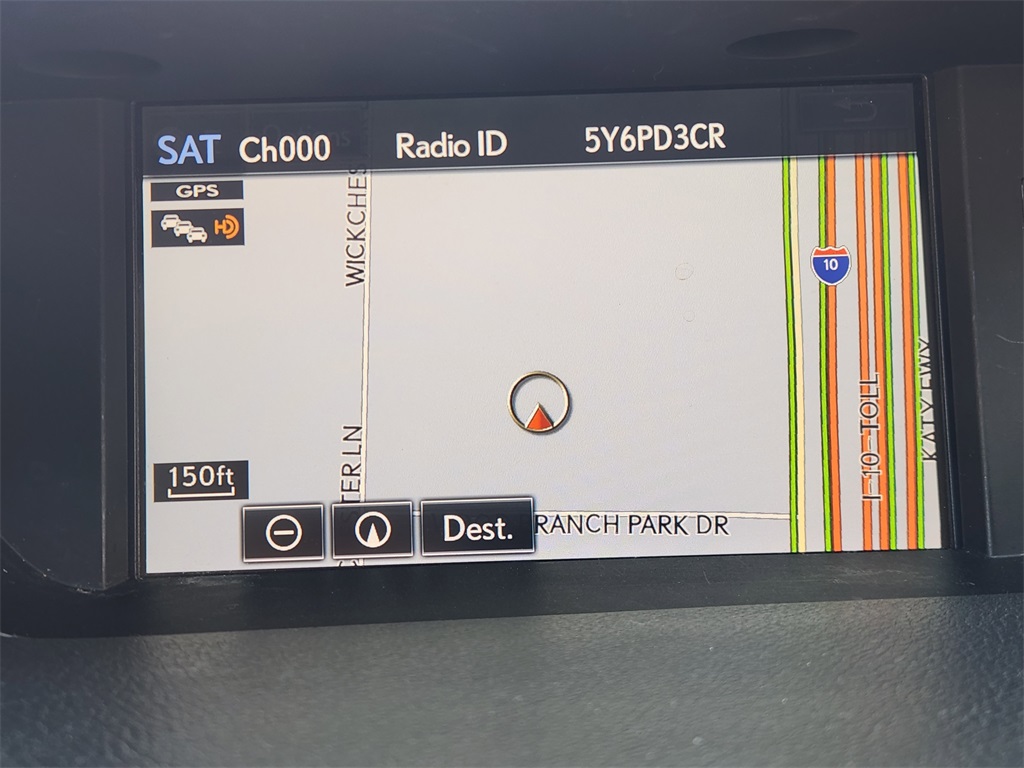 SAT Ch000 Radio ID 5Y6PD3CR
GPS
HD
WICKCHES
10
I-10 TOLL
KATY FWY
150ft
TER LN
Dest.
RANCH PARK DR